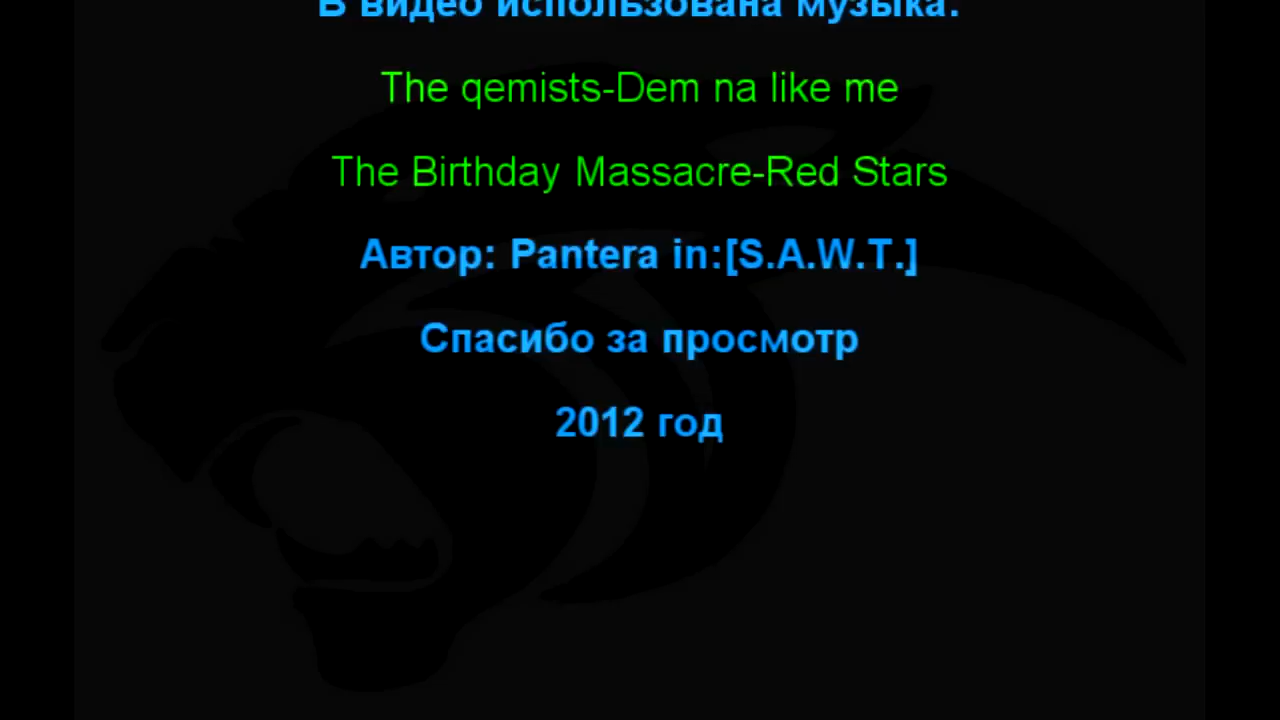 В видео использована музыка:
The qemists-Dem na like me
The Birthday Massacre-Red Stars
Автор: Pantera in:[S.A.W.T.]
Спасибо за просмотр
2012 год